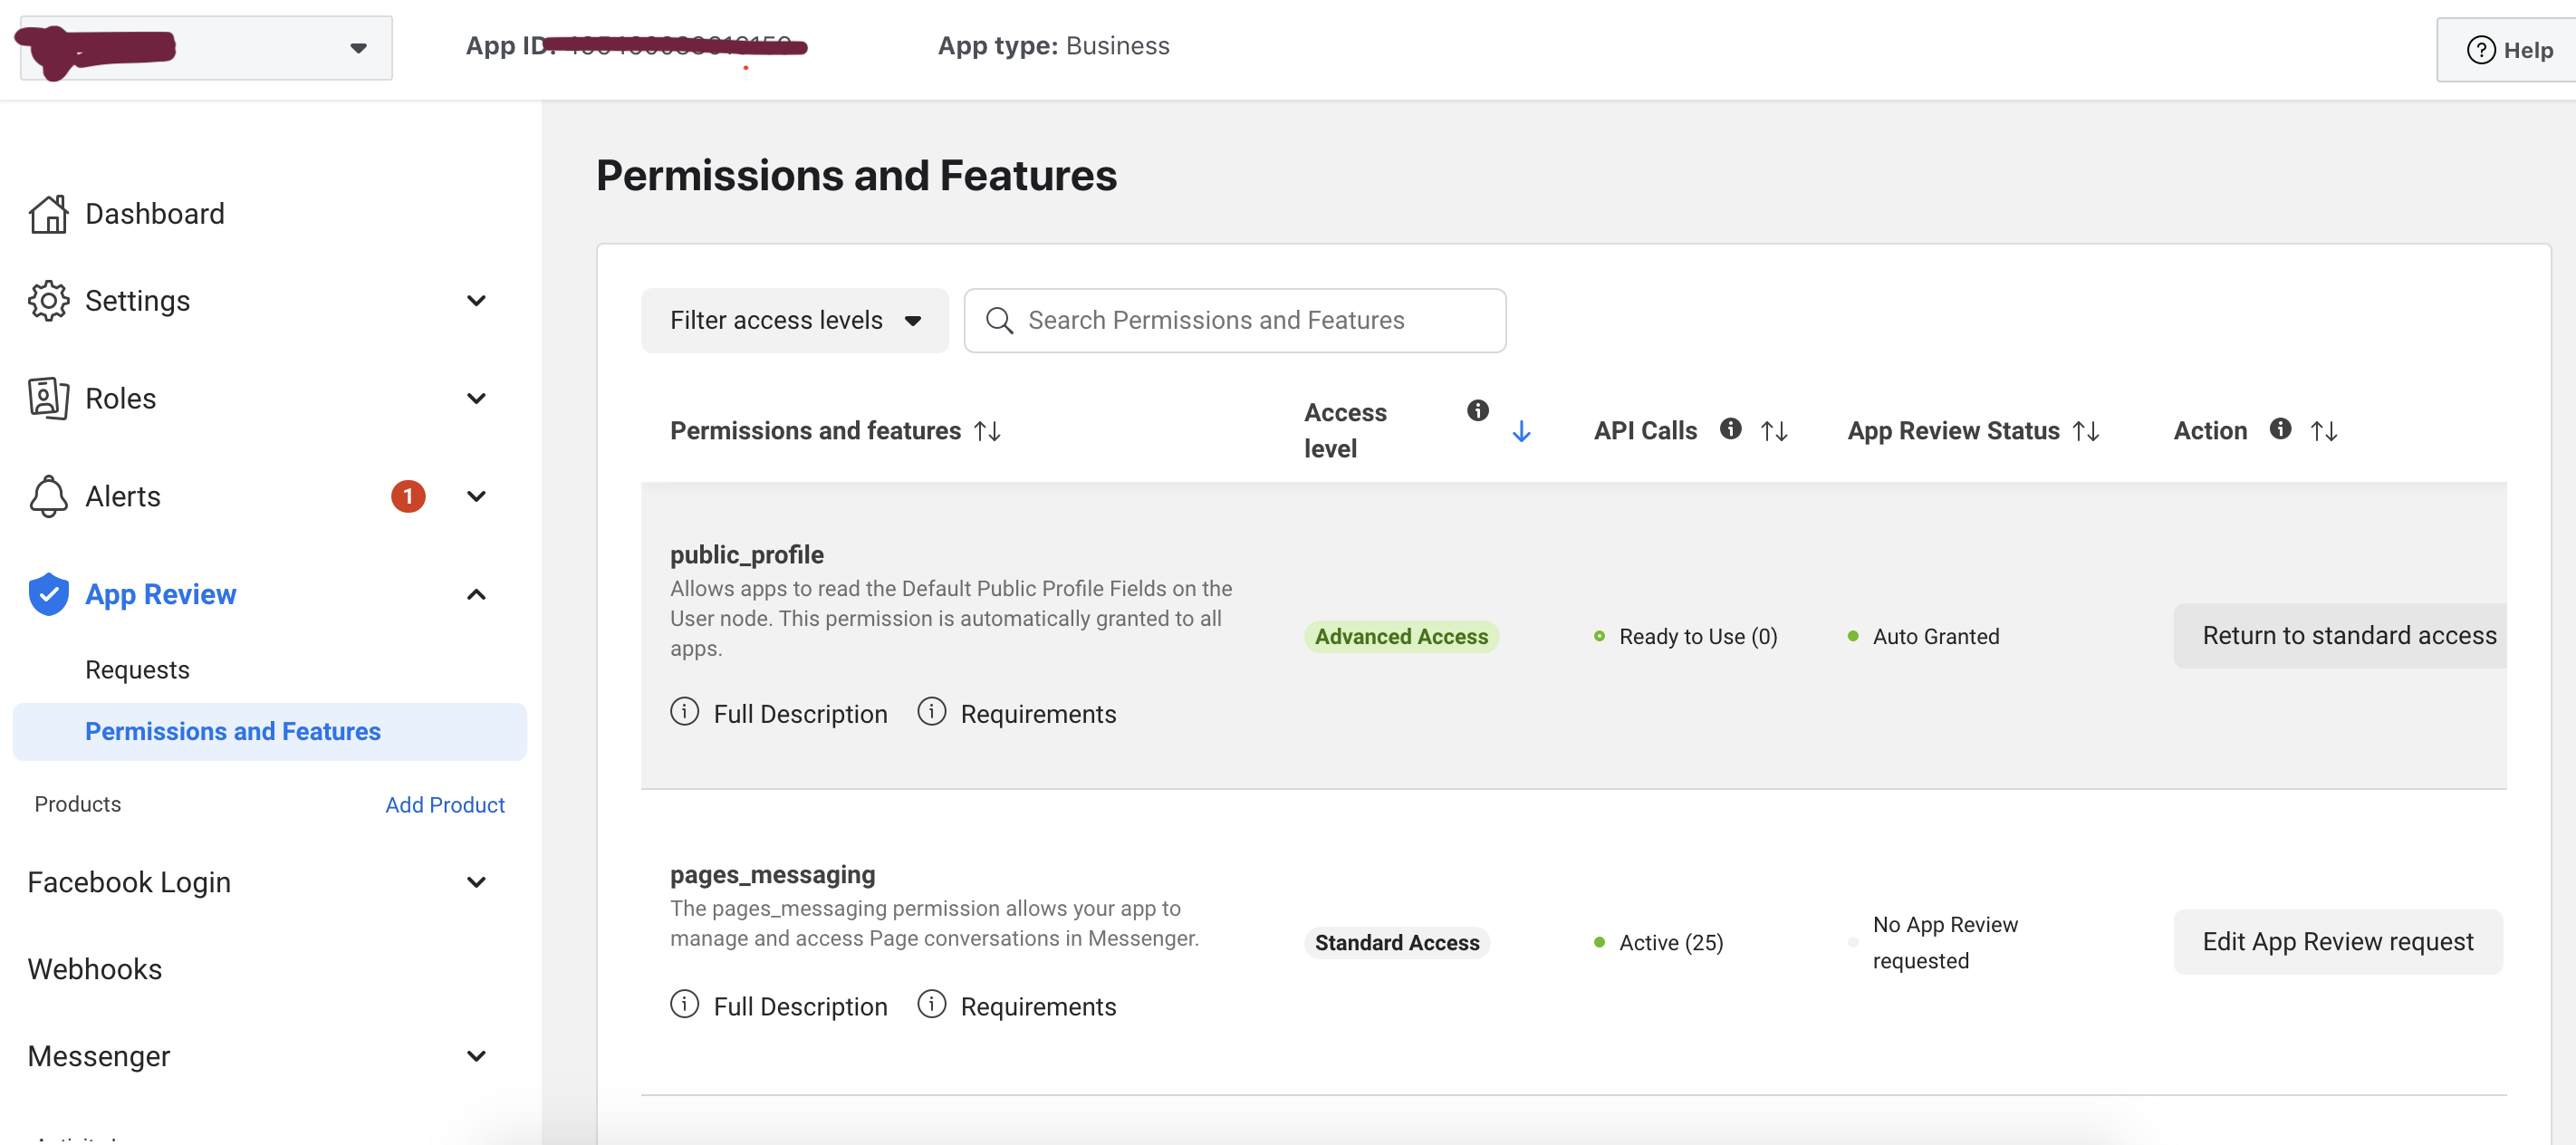 App ID:
App type: Business
Help
Dashboard
Settings
Roles
Alerts 1
App Review
Requests
Permissions and Features
Products Add Product
Facebook Login
Webhooks
Messenger
Permissions and Features
Filter access levels
Search Permissions and Features
Permissions and features
Access
level
API Calls
App Review Status
Action
public_profile
Allows apps to read the Default Public Profile Fields on the
User node. This permission is automatically granted to all
apps.
Full Description Requirements
Advanced Access
Ready to Use (0)
Auto Granted
Return to standard access
pages_messaging
The pages_messaging permission allows your app to
manage and access Page conversations in Messenger.
Full Description Requirements
Standard Access
Active (25)
No App Review
requested
Edit App Review request